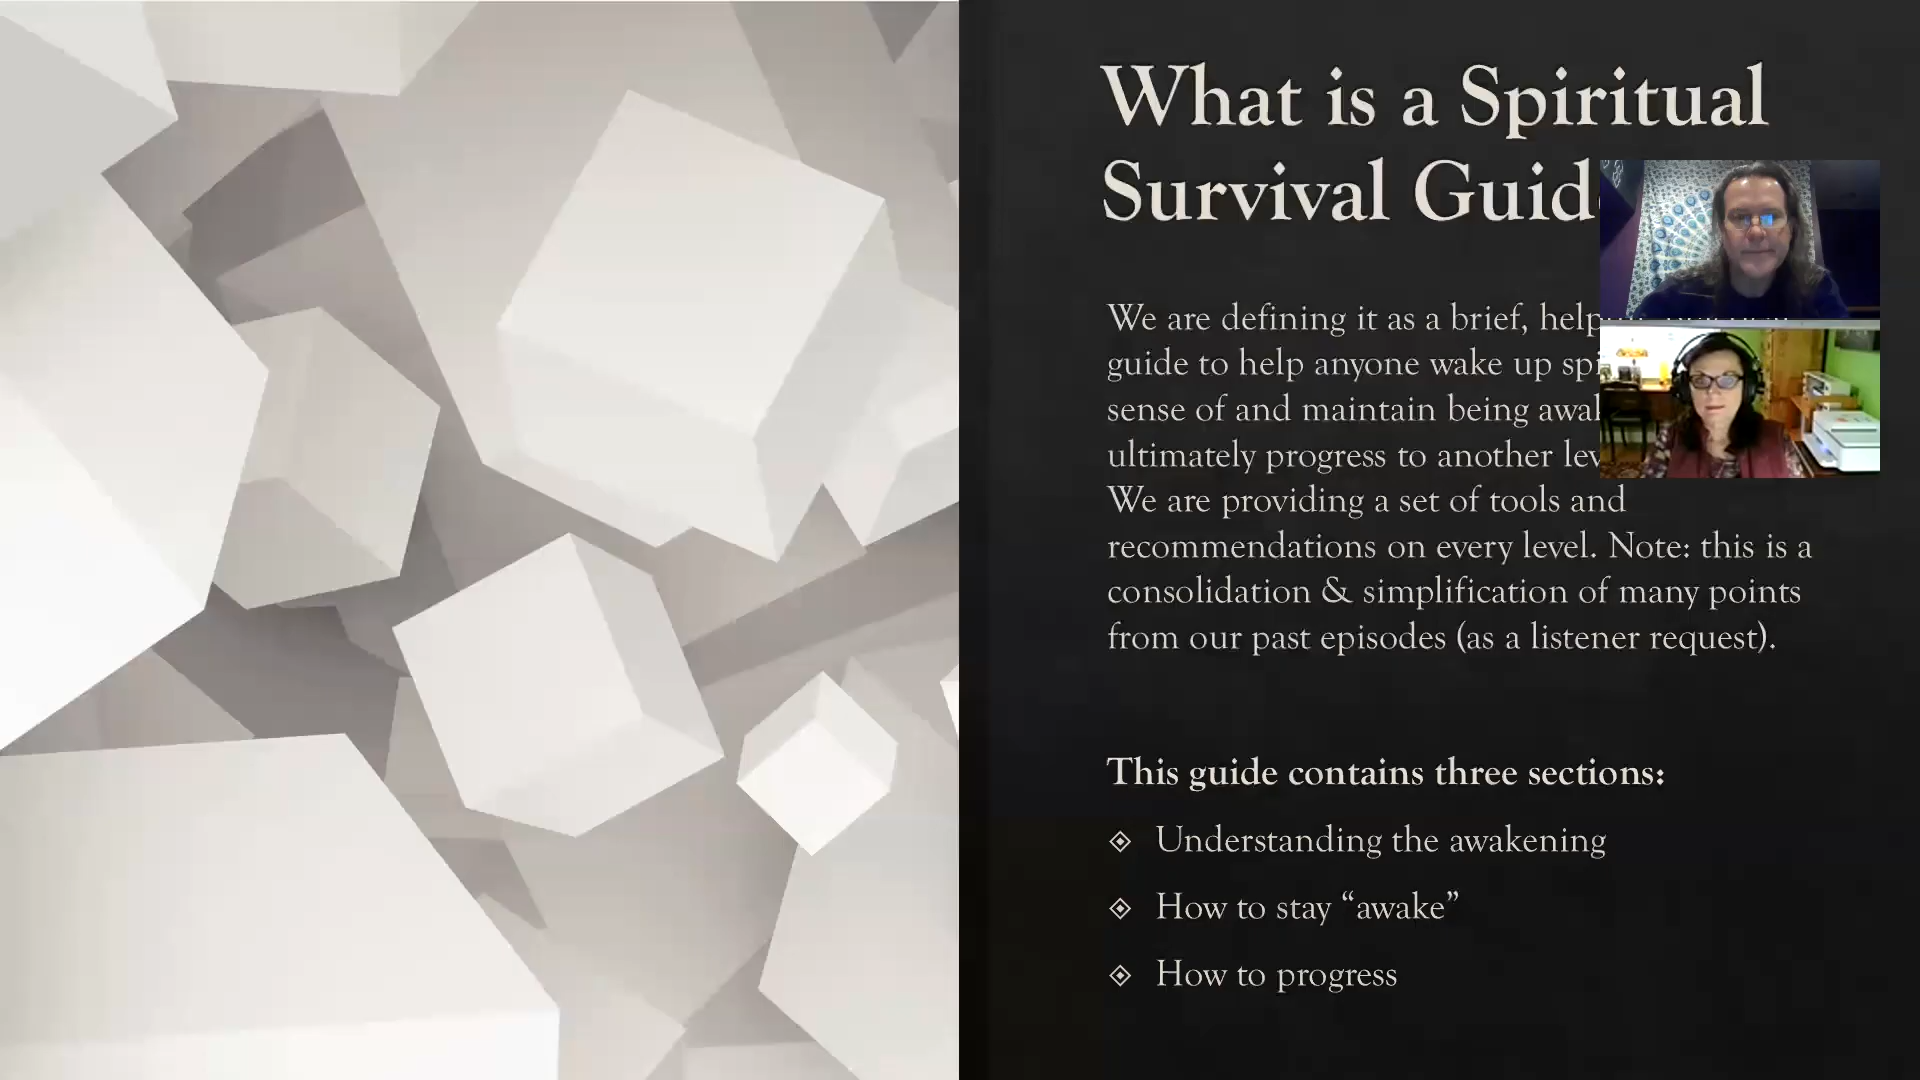 What is a Spiritual
Survival Guid
We are defining it as a brief, help
guide to help anyone wake up spi
sense of and maintain being awa
ultimately progress to another lev
We are providing a set of tools and
recommendations on every level. Note: this is a
consolidation & simplification of many points
from our past episodes (as a listener request).
This guide contains three sections:
Understanding the awakening
How to stay “awake”
How to progress